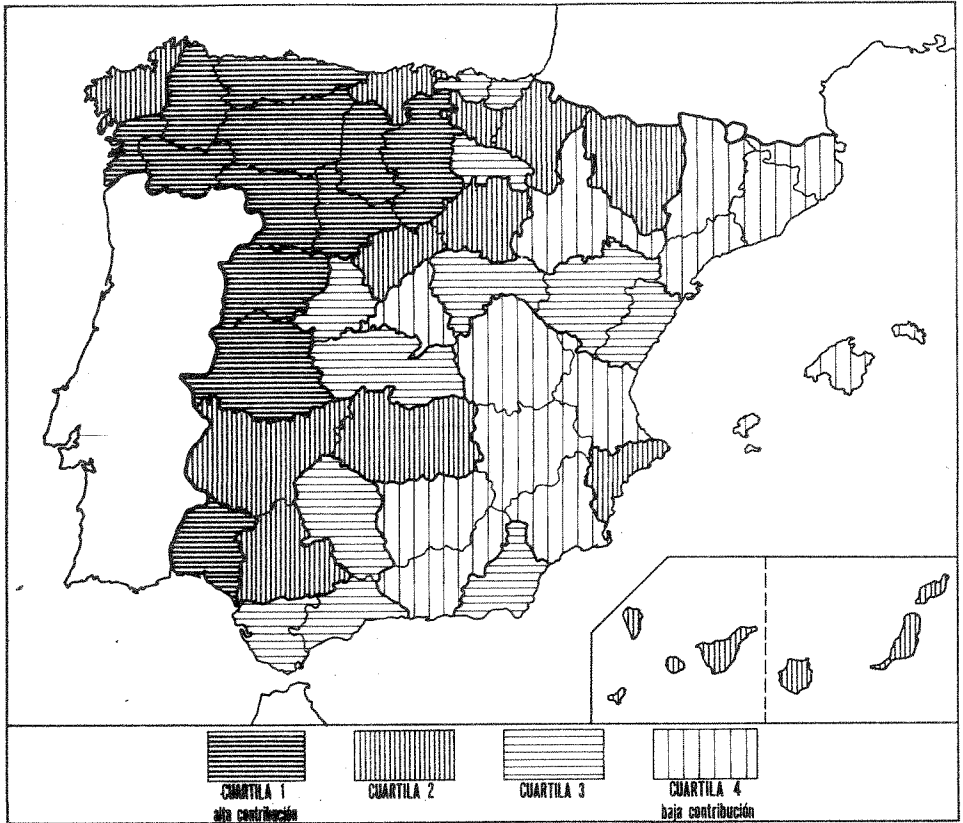 CUARTILA 1
alta contribución
CUARTILA 2
CUARTILA 3
CUARTILA 4
baja contribución